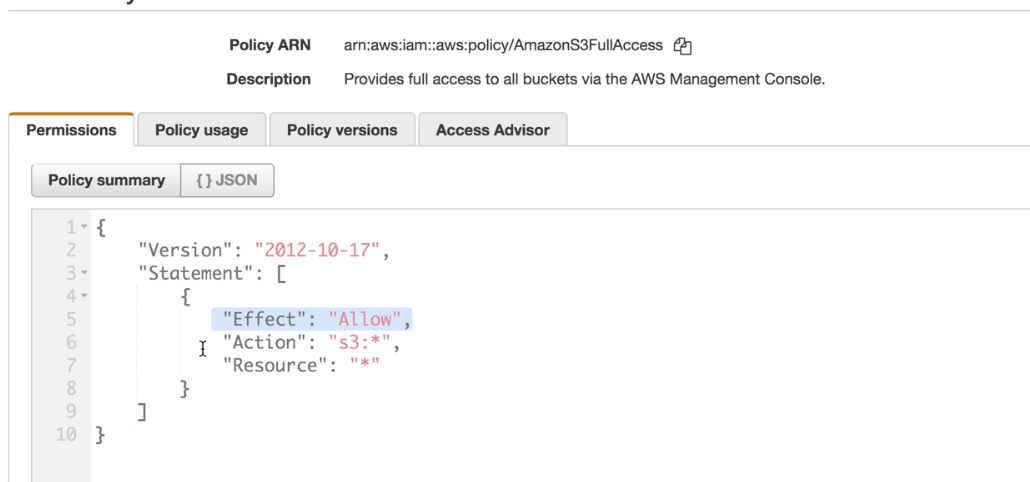 Policy ARN arn:aws:iam::aws:policy/AmazonS3FullAccess
Description Provides full access to all buckets via the AWS Management Console.
Permissions Policy usage Policy versions Access Advisor
Policy summary { } JSON
1 {
2 "Version": "2012-10-17",
3 "Statement": [
4 {
5 "Effect": "Allow",
6 "Action": "s3:*",
7 "Resource": "*"
8 }
9 ]
10 }